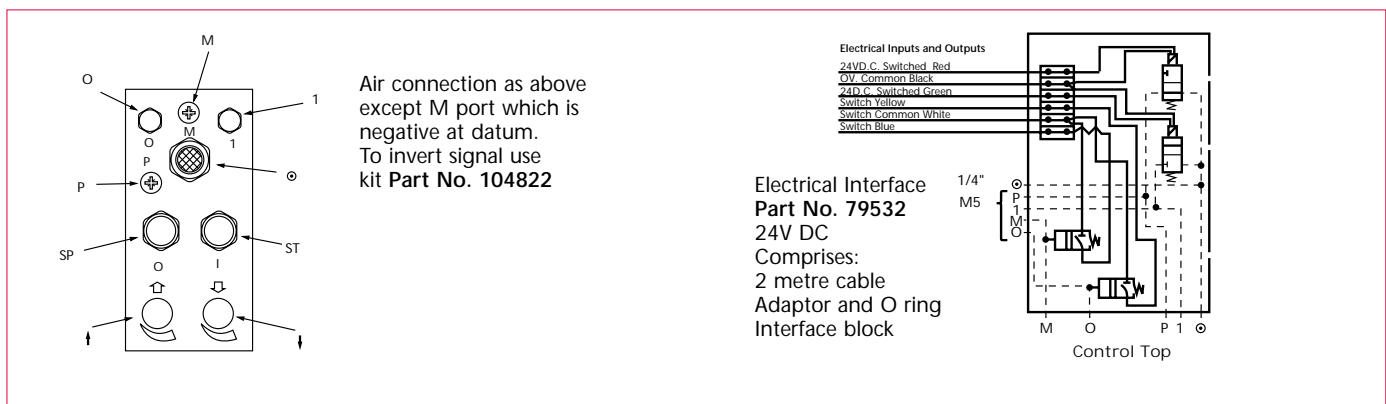 M
O
1
M
O
1
P
P
SP
ST
O
I
Air connection as above
except M port which is
negative at datum.
To invert signal use
kit Part No. 104822
Electrical Inputs and Outputs
24VD.C. Switched Red
OV. Common Black
24D.C. Switched Green
Switch Yellow
Switch Common White
Switch Blue
Electrical Interface
Part No. 79532
24V DC
Comprises:
2 metre cable
Adaptor and O ring
Interface block
1/4"
M5
P
1
M
O
M O P 1
Control Top